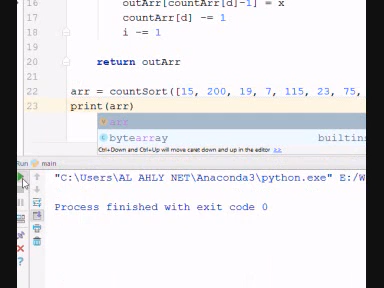 16 outArr[countArr[d]-1] = x
17 countArr[d] -= 1
18 i -= 1
19
20 return outArr
21
22 arr = countSort([15, 200, 19, 7, 115, 23, 75,
23 print(arr)
arr
bytearray builtins
Ctrl+Down and Ctrl+Up will move caret down and up in the editor >>
Run main
"C:\Users\AL AHLY NET\Anaconda3\python.exe" E:/W
Process finished with exit code 0